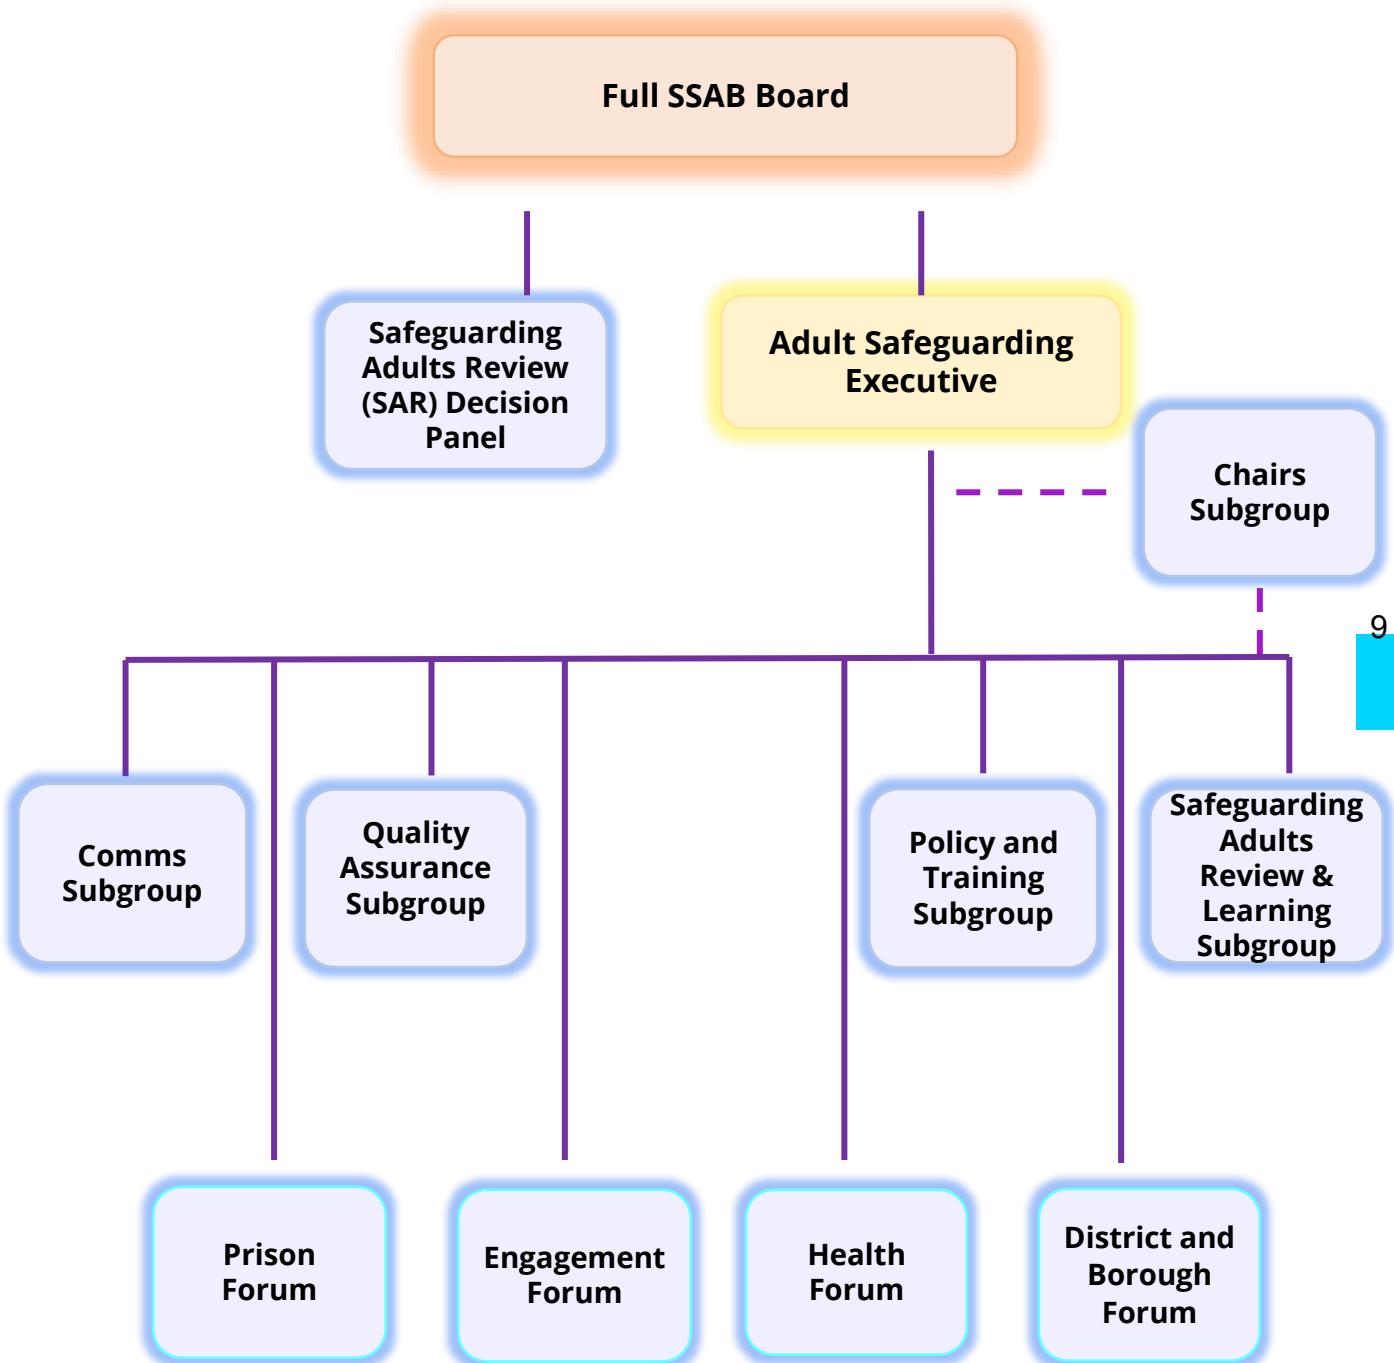 Full SSAB Board
Safeguarding
Adults Review
(SAR) Decision
Panel
Adult Safeguarding
Executive
Chairs
Subgroup
9
Comms
Subgroup
Quality
Assurance
Subgroup
Policy and
Training
Subgroup
Safeguarding
Adults
Review &
Learning
Subgroup
Prison
Forum
Engagement
Forum
Health
Forum
District and
Borough
Forum